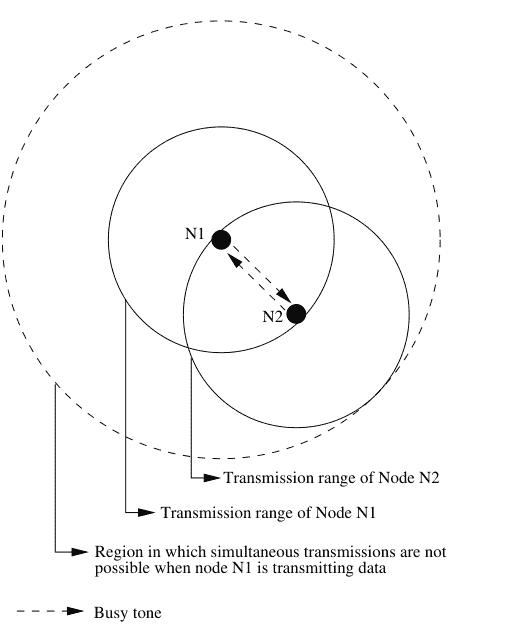 N1
N2
Transmission range of Node N2
Transmission range of Node N1
Region in which simultaneous transmissions are not
possible when node N1 is transmitting data
Busy tone